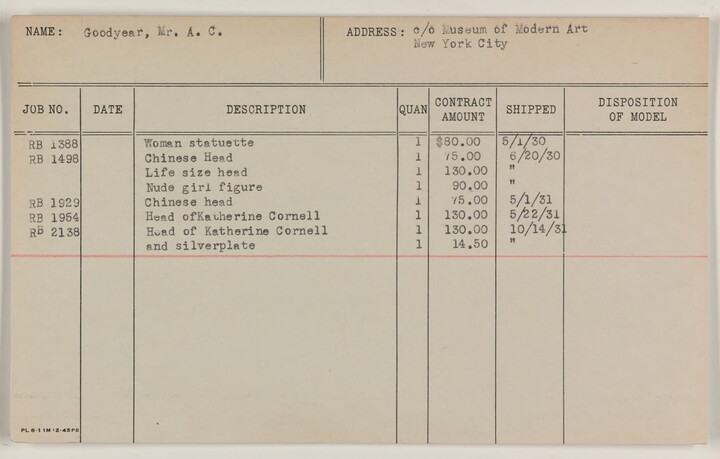 NAME: Goodyear, Mr. A. C. ADDRESS: c/o Museum of Modern Art
New York City
JOB NO. DATE DESCRIPTION QUAN CONTRACT AMOUNT SHIPPED DISPOSITION OF MODEL
RB 1388 Woman statuette 1 $80.00 5/1/30
RB 1498 Chinese Head 1 75.00 6/20/30
Life size head 1 130.00 "
Nude girl figure 1 90.00 "
RB 1929 Chinese head 1 75.00 5/1/31
RB 1954 Head ofKatherine Cornell 1 130.00 5/22/31
RB 2138 Head of Katherine Cornell 1 130.00 10/14/31
and silverplate 1 14.50 "